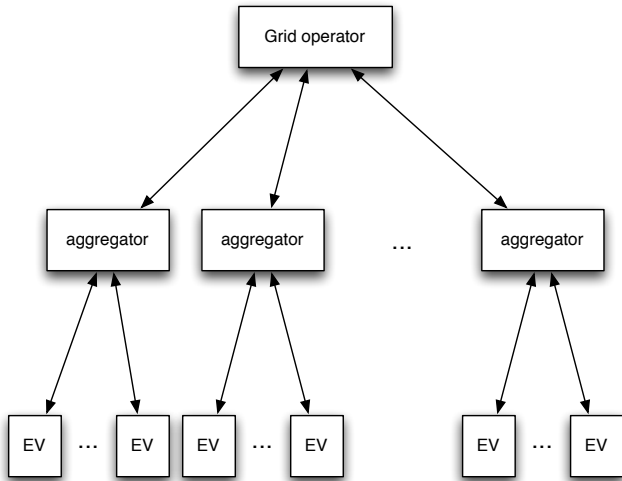 Grid operator
aggregator aggregator ... aggregator
EV ... EV EV ... EV EV ... EV